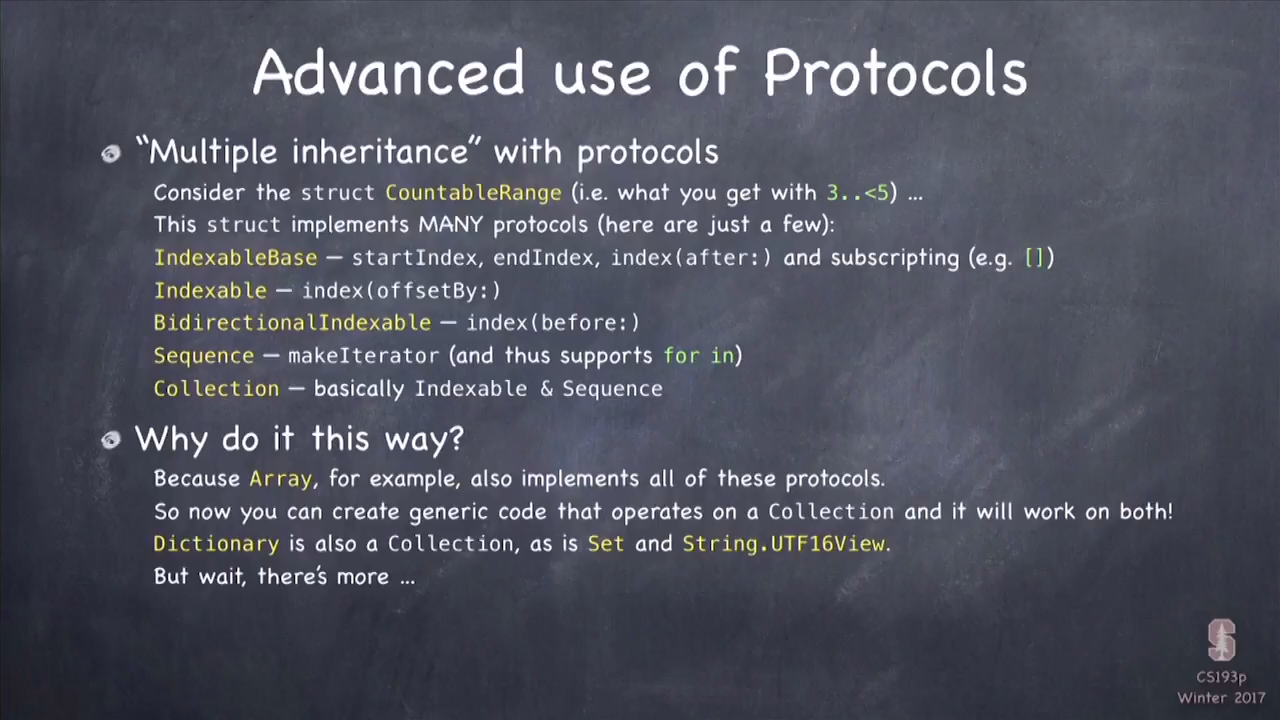 Advanced use of Protocols
“Multiple inheritance” with protocols
Consider the struct CountableRange (i.e. what you get with 3..<5) ...
This struct implements MANY protocols (here are just a few):
IndexableBase — startIndex, endIndex, index(after:) and subscripting (e.g. [])
Indexable — index(offsetBy:)
BidirectionalIndexable — index(before:)
Sequence — makeIterator (and thus supports for in)
Collection — basically Indexable & Sequence
Why do it this way?
Because Array, for example, also implements all of these protocols.
So now you can create generic code that operates on a Collection and it will work on both!
Dictionary is also a Collection, as is Set and String.UTF16View.
But wait, there’s more ...
S
CS193p
Winter 2017